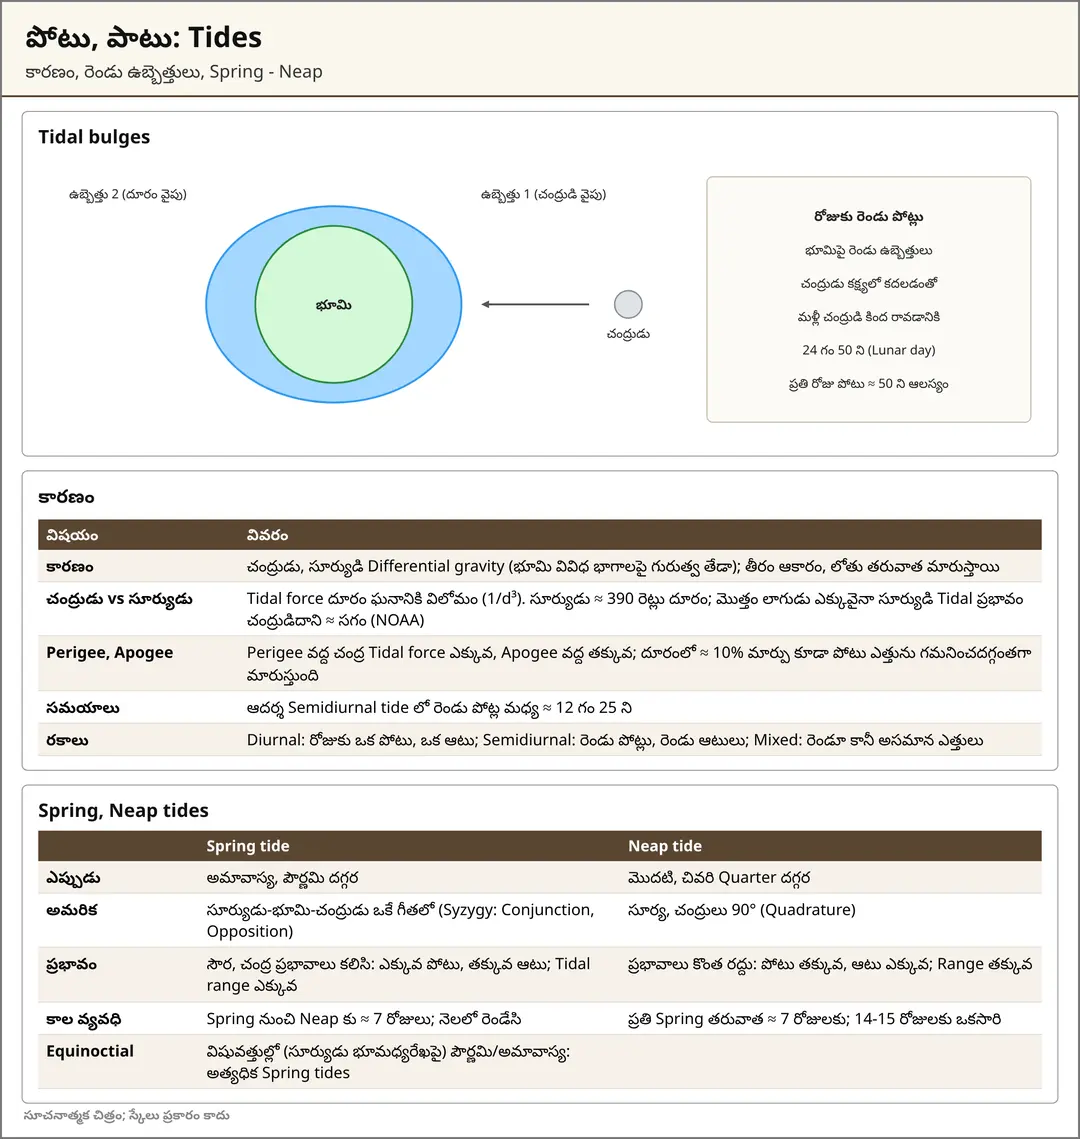 పోటు, పాటు: Tides
కారణం, రెండు ఉబ్బెత్తులు, Spring - Neap
Tidal bulges
ఉబ్బెత్తు 2 (దూరం వైపు)
ఉబ్బెత్తు 1 (చంద్రుడి వైపు)
భూమి
చంద్రుడు
రోజుకు రెండు పోట్లు
భూమిపై రెండు ఉబ్బెత్తులు
చంద్రుడు కక్ష్యలో కదలడంతో
మళ్లీ చంద్రుడి కింద రావడానికి
24 గం 50 ని (Lunar day)
ప్రతి రోజు పోటు ≈ 50 ని ఆలస్యం
కారణం
విషయం వివరం
కారణం చంద్రుడు, సూర్యుడి Differential gravity (భూమి వివిధ భాగాలపై గురుత్వ తేడా); తీరం ఆకారం, లోతు తరువాత మారుస్తాయి
చంద్రుడు vs సూర్యుడు Tidal force దూరం ఘనానికి విలోమం (1/d³). సూర్యుడు ≈ 390 రెట్లు దూరం; మొత్తం లాగుడు ఎక్కువైనా సూర్యుడి Tidal ప్రభావం
చంద్రుడిదాని ≈ సగం (NOAA)
Perigee, Apogee Perigee వద్ద చంద్ర Tidal force ఎక్కువ, Apogee వద్ద తక్కువ; దూరంలో ≈ 10% మార్పు కూడా పోటు ఎత్తును గమనించదగ్గంతగా
మారుస్తుంది
సమయాలు ఆదర్శ Semidiurnal tide లో రెండు పోట్ల మధ్య ≈ 12 గం 25 ని
రకాలు Diurnal: రోజుకు ఒక పోటు, ఒక ఆటు; Semidiurnal: రెండు పోట్లు, రెండు ఆటులు; Mixed: రెండూ కానీ అసమాన ఎత్తులు
Spring, Neap tides
Spring tide Neap tide
ఎప్పుడు అమావాస్య, పౌర్ణమి దగ్గర మొదటి, చివరి Quarter దగ్గర
అమరిక సూర్యుడు-భూమి-చంద్రుడు ఒకే గీతలో (Syzygy: Conjunction, సూర్య, చంద్రులు 90° (Quadrature)
Opposition)
ప్రభావం సౌర, చంద్ర ప్రభావాలు కలిసి: ఎక్కువ పోటు, తక్కువ ఆటు; Tidal ప్రభావాలు కొంత రద్దు: పోటు తక్కువ, ఆటు ఎక్కువ; Range తక్కువ
range ఎక్కువ
కాల వ్యవధి Spring నుంచి Neap కు ≈ 7 రోజులు; నెలలో రెండేసి ప్రతి Spring తరువాత ≈ 7 రోజులకు; 14-15 రోజులకు ఒకసారి
Equinoctial విషువత్తుల్లో (సూర్యుడు భూమధ్యరేఖపై) పౌర్ణమి/అమావాస్య:
అత్యధిక Spring tides
సూచనాత్మక చిత్రం; స్కేలు ప్రకారం కాదు